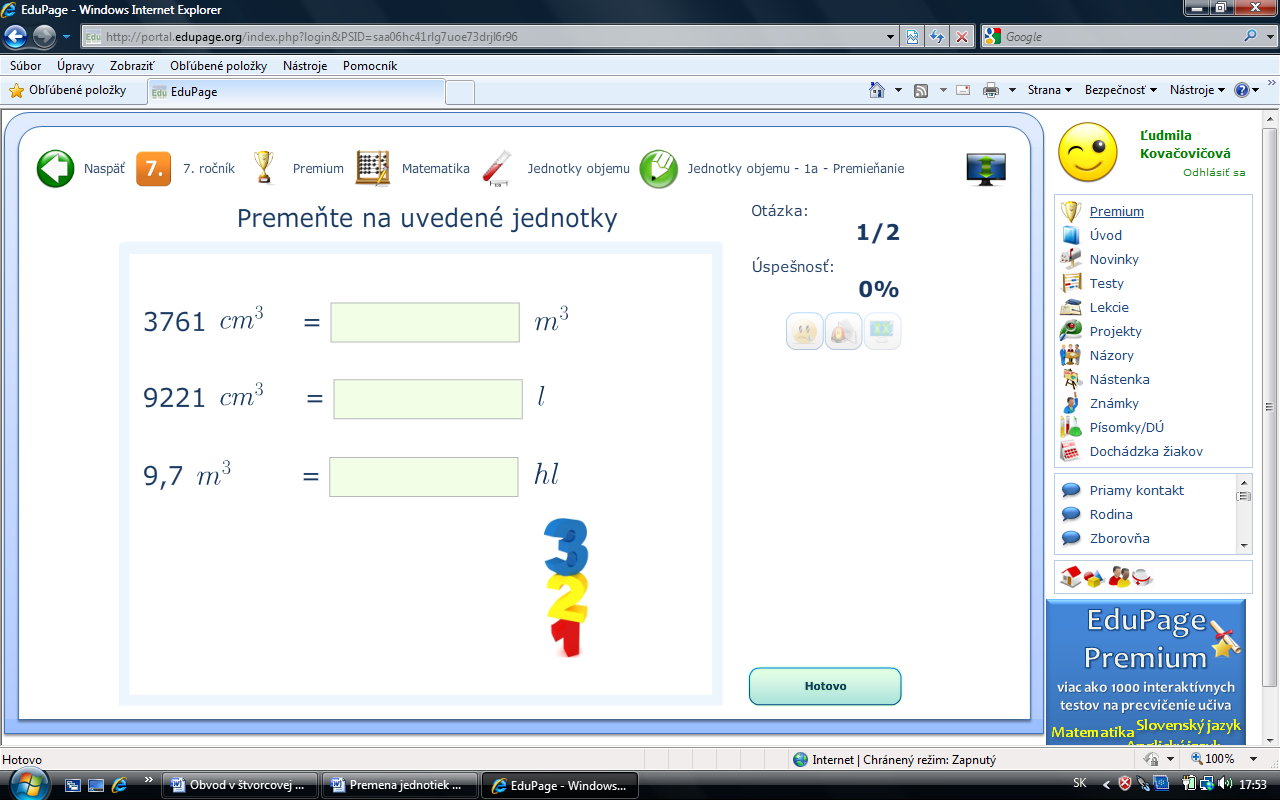 EduPage - Windows Internet Explorer
http://portal.edupage.org/index.php?login&PSID=saa06hc41rlg7uoe73drjl6r96
Google
Súbor Úpravy Zobraziť Obľúbené položky Nástroje Pomocník
Obľúbené položky
EduPage
Strana Bezpečnosť Nástroje
Naspäť
7. 7. ročník
Premium
Matematika
Jednotky objemu
Jednotky objemu - 1a - Premieňanie
Premeňte na uvedené jednotky
3761 cm³ = m³
9221 cm³ = l
9,7 m³ = hl
3
2
1
Otázka:
1/2
Úspešnosť:
0%
Hotovo
Ľudmila
Kovačovičová
Odhlásiť sa
Premium
Úvod
Novinky
Testy
Lekcie
Projekty
Názory
Nástenka
Známky
Písomky/DÚ
Dochádzka žiakov
Priamy kontakt
Rodina
Zborovňa
EduPage
Premium
viac ako 1000 interaktívnych
testov na precvičenie učiva
Matematika Slovenský jazyk
Anglický jazyk
Hotovo
Internet | Chránený režim: Zapnutý
100%
Obvod v štvorcovej ...
Premena jednotiek ...
EduPage - Windows...
SK
17:53